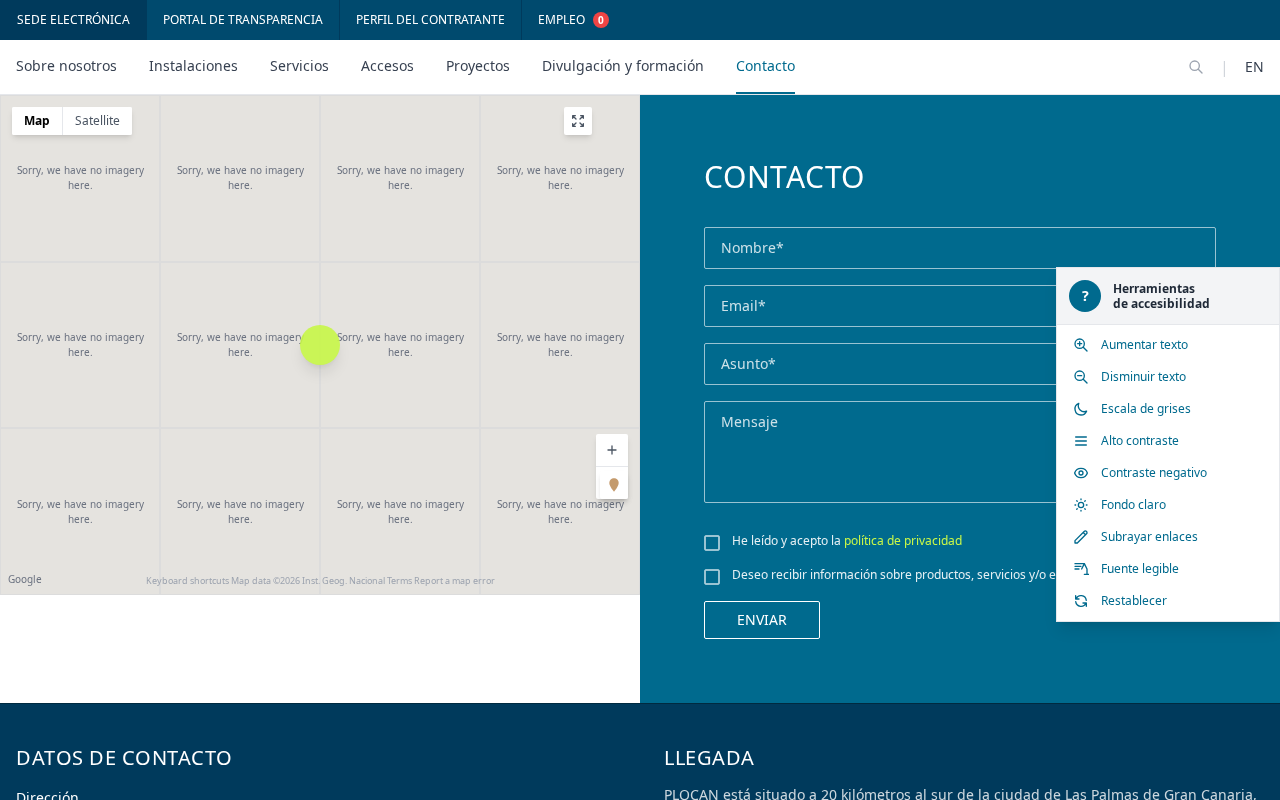 SEDE ELECTRÓNICA
PORTAL DE TRANSPARENCIA
PERFIL DEL CONTRATANTE
EMPLEO 0
Sobre nosotros
Instalaciones
Servicios
Accesos
Proyectos
Divulgación y formación
Contacto
EN
Map
Satellite
Sorry, we have no imagery
here.
Sorry, we have no imagery
here.
Sorry, we have no imagery
here.
Sorry, we have no imagery
here.
Sorry, we have no imagery
here.
Sorry, we have no imagery
here.
Sorry, we have no imagery
here.
Sorry, we have no imagery
here.
Sorry, we have no imagery
here.
Sorry, we have no imagery
here.
Sorry, we have no imagery
here.
Sorry, we have no imagery
here.
Google
Keyboard shortcuts Map data ©2026 Inst. Geog. Nacional Terms Report a map error
CONTACTO
Nombre*
Email*
Asunto*
Mensaje
He leído y acepto la política de privacidad
Deseo recibir información sobre productos, servicios y/o
ENVIAR
?
Herramientas
de accesibilidad
Aumentar texto
Disminuir texto
Escala de grises
Alto contraste
Contraste negativo
Fondo claro
Subrayar enlaces
Fuente legible
Restablecer
DATOS DE CONTACTO
Dirección
LLEGADA
PLOCAN está situado a 20 kilómetros al sur de la ciudad de Las Palmas de Gran Canaria,